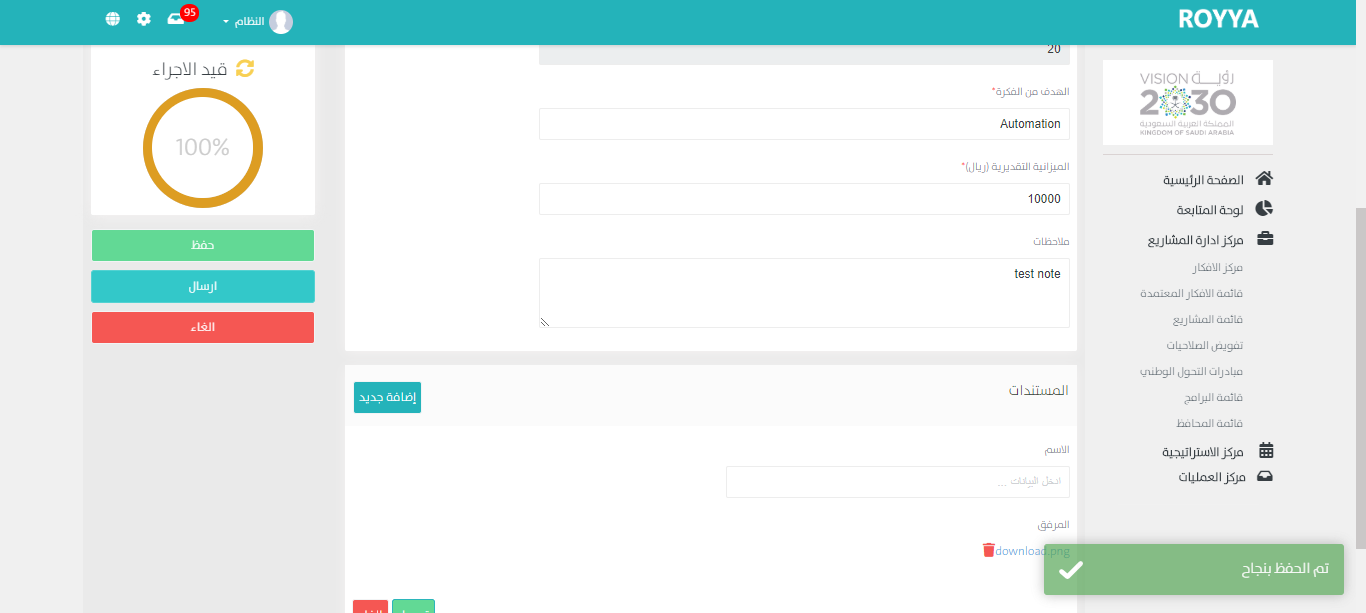 ROYYA
النظام
95
رؤيـــة VISION
2030
المملكة العربية السعودية
KINGDOM OF SAUDI ARABIA
الصفحة الرئيسية
لوحة المتابعة
مركز ادارة المشاريع
مركز الافكار
قائمة الافكار المعتمدة
قائمة المشاريع
تفويض الصلاحيات
مبادرات التحول الوطني
قائمة البرامج
قائمة المحافظ
مركز الاستراتيجية
مركز العمليات
20
الهدف من الفكرة*
Automation
الميزانية التقديرية (ريال)*
10000
ملاحظات
test note
المستندات
إضافة جديد
الاسم
ادخل البيانات ...
المرفق
download.png
قيد الاجراء
100%
حفظ
ارسال
الغاء
تم الحفظ بنجاح